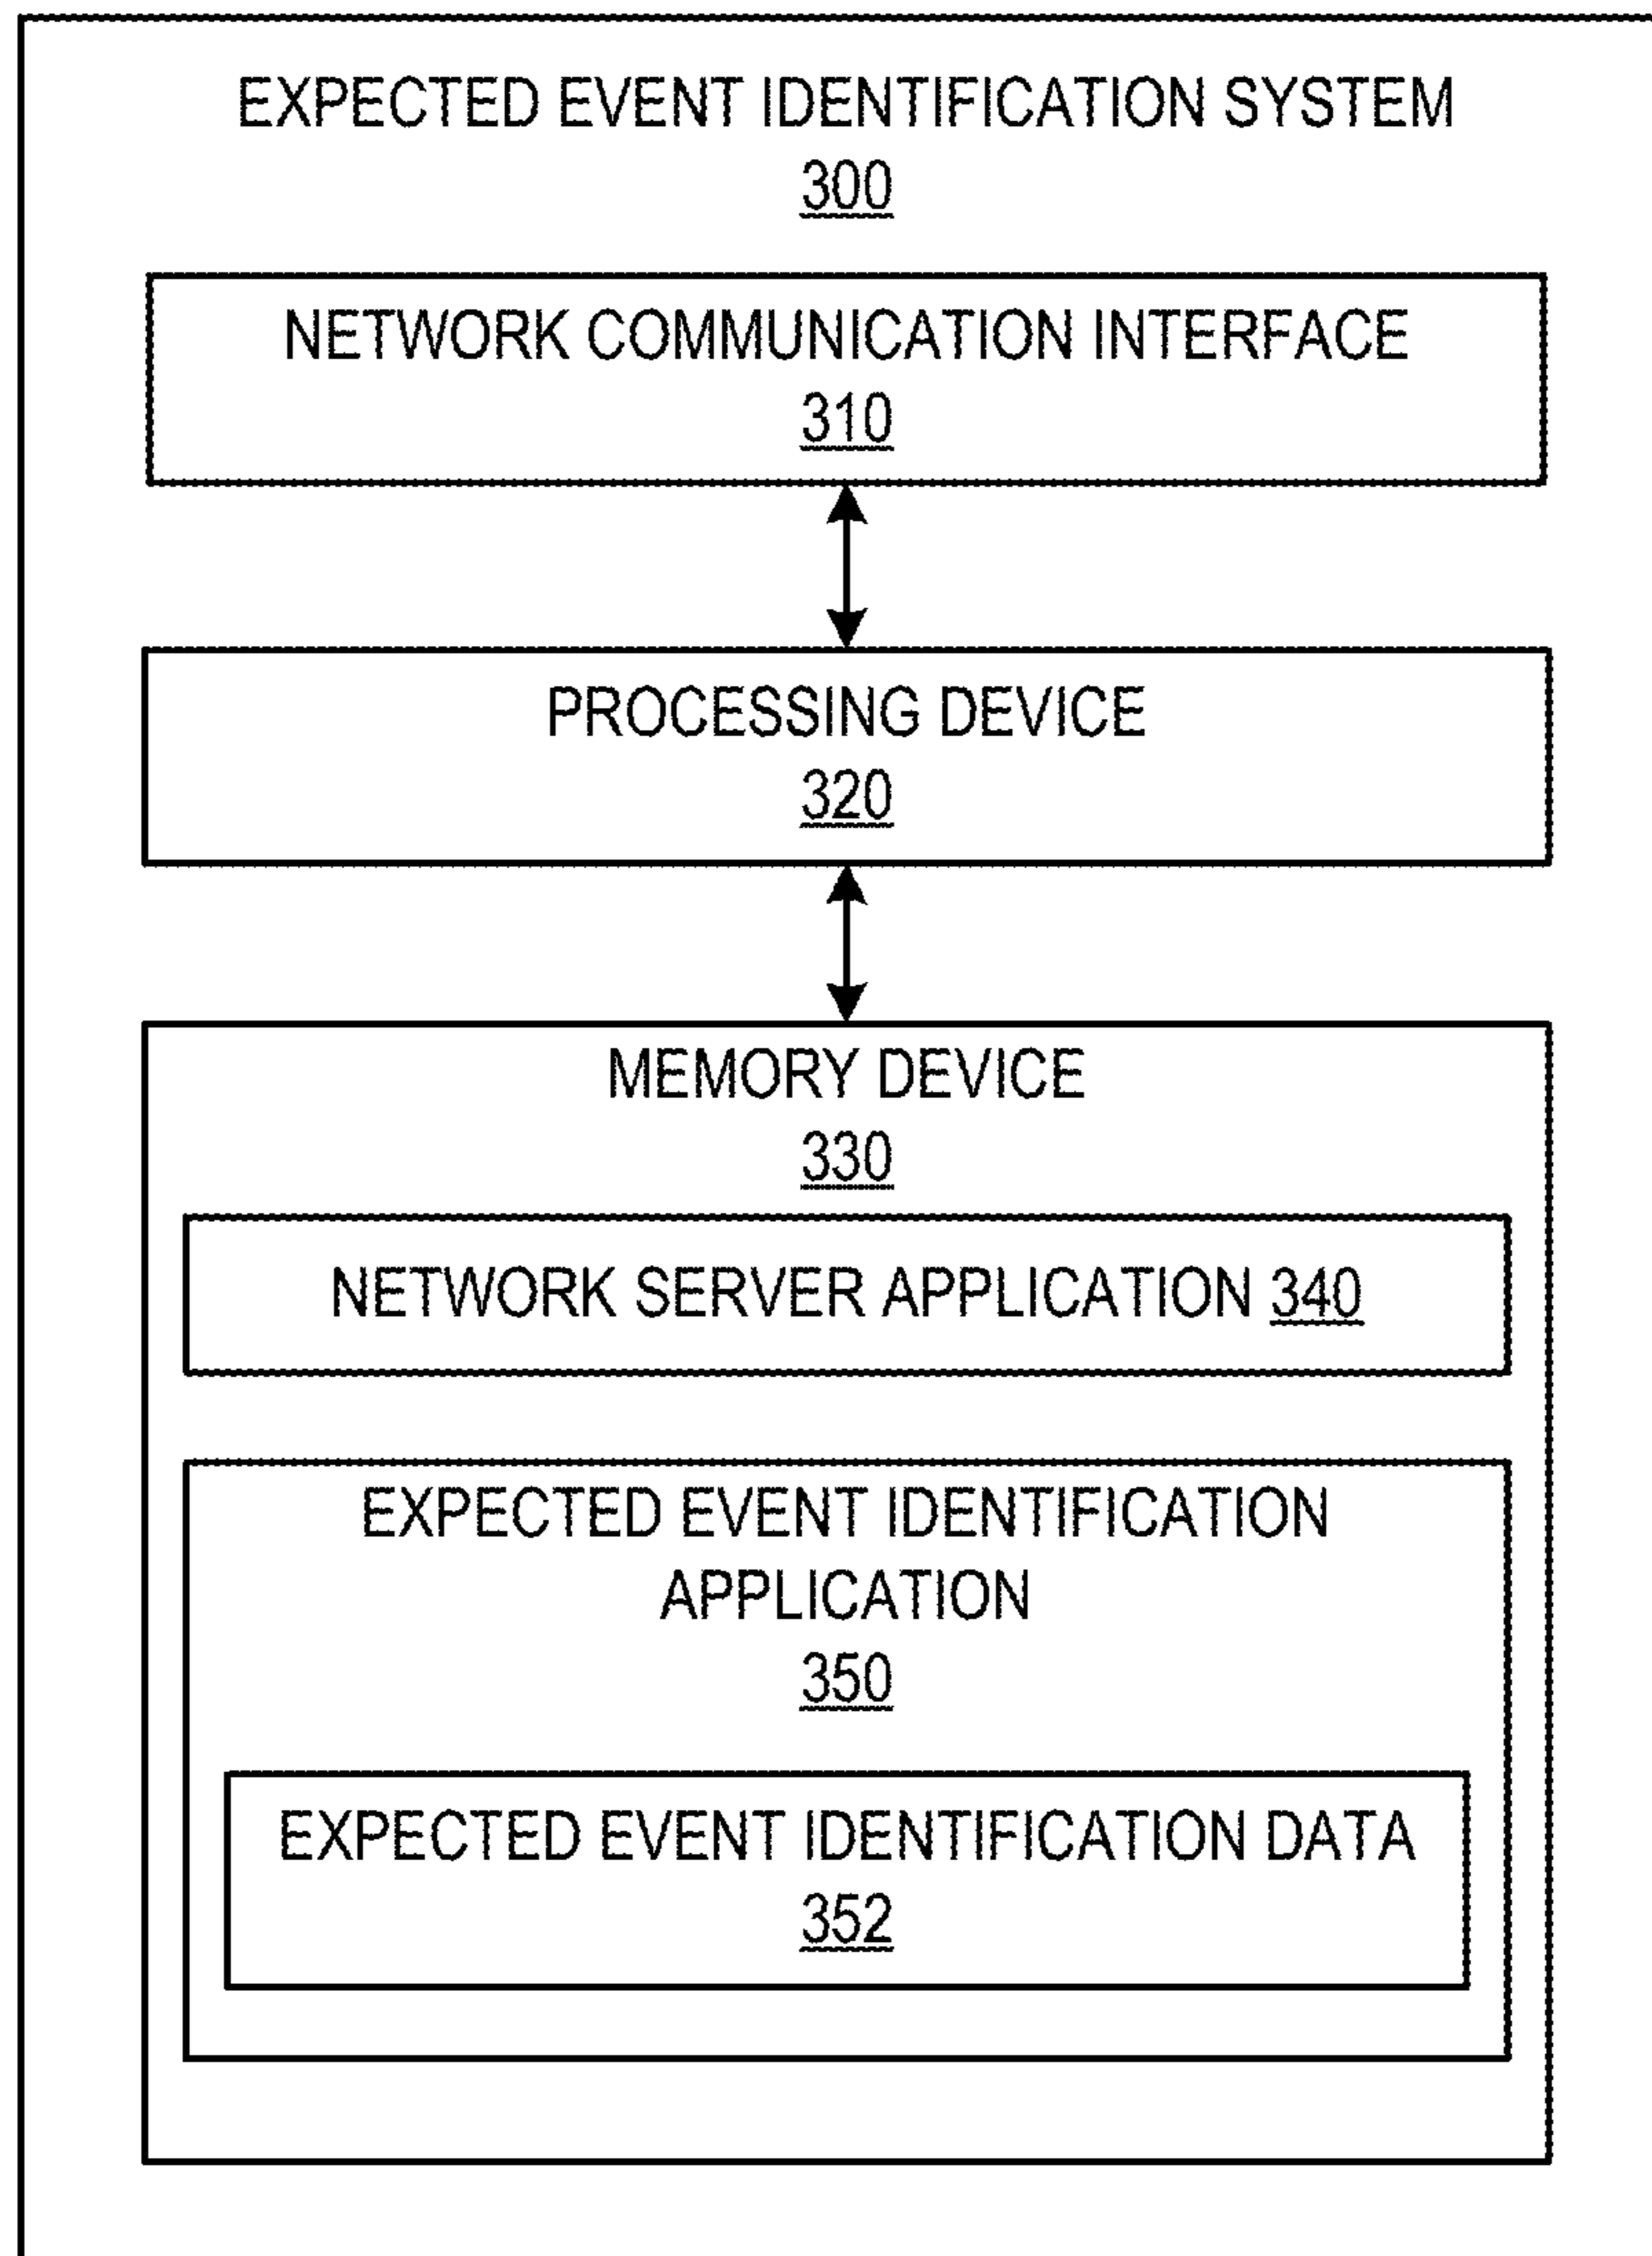 EXPECTED EVENT IDENTIFICATION SYSTEM
300
NETWORK COMMUNICATION INTERFACE
310
PROCESSING DEVICE
320
MEMORY DEVICE
330
NETWORK SERVER APPLICATION 340
EXPECTED EVENT IDENTIFICATION
APPLICATION
350
EXPECTED EVENT IDENTIFICATION DATA
352